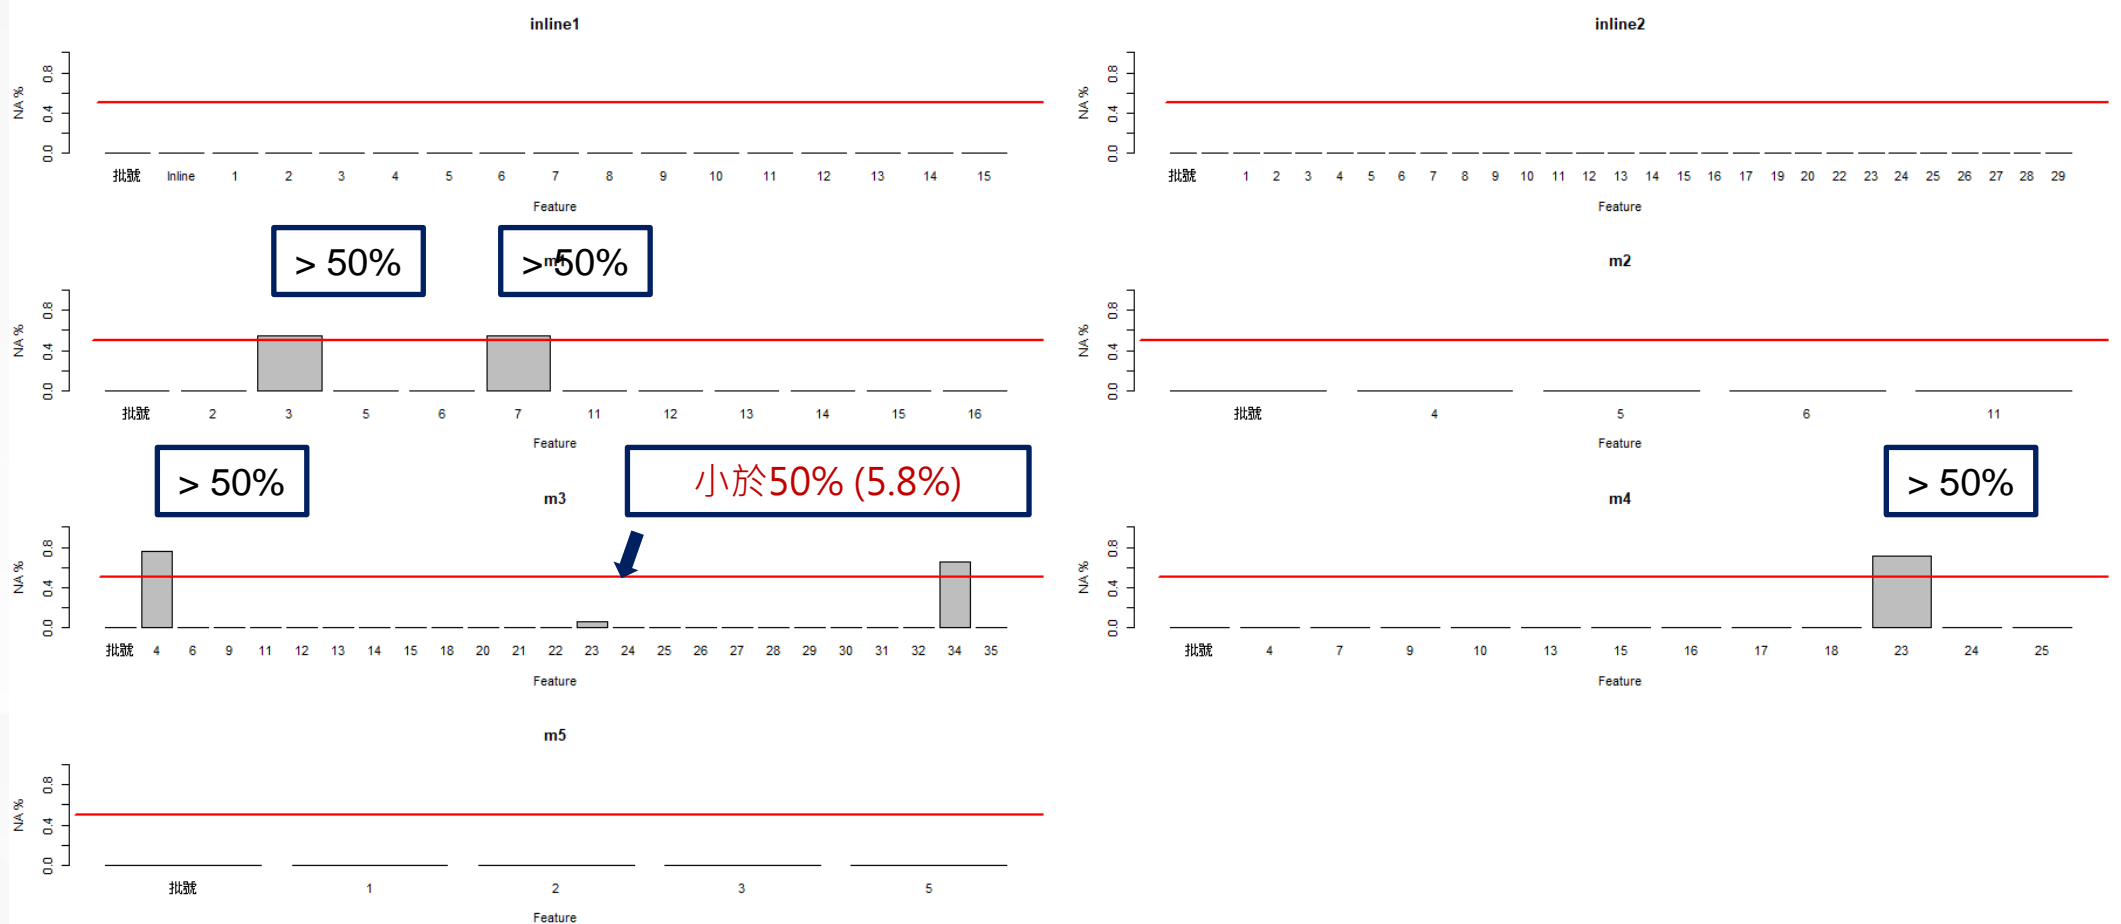 inline1
NA %
0.0 0.4 0.8
批號 Inline 1 2 3 4 5 6 7 8 9 10 11 12 13 14 15
Feature
inline2
NA %
0.0 0.4 0.8
批號 1 2 3 4 5 6 7 8 9 10 11 12 13 14 15 16 17 19 20 22 23 24 25 26 27 28 29
Feature
> 50%
> 50%
m1
NA %
0.0 0.4 0.8
批號 2 3 5 6 7 11 12 13 14 15 16
Feature
m2
NA %
0.0 0.4 0.8
批號 4 5 6 11
Feature
> 50%
小於50% (5.8%)
m3
NA %
0.0 0.4 0.8
批號 4 6 9 11 12 13 14 15 18 20 21 22 23 24 25 26 27 28 29 30 31 32 34 35
Feature
> 50%
m4
NA %
0.0 0.4 0.8
批號 4 7 9 10 13 15 16 17 18 23 24 25
Feature
m5
NA %
0.0 0.4 0.8
批號 1 2 3 5
Feature